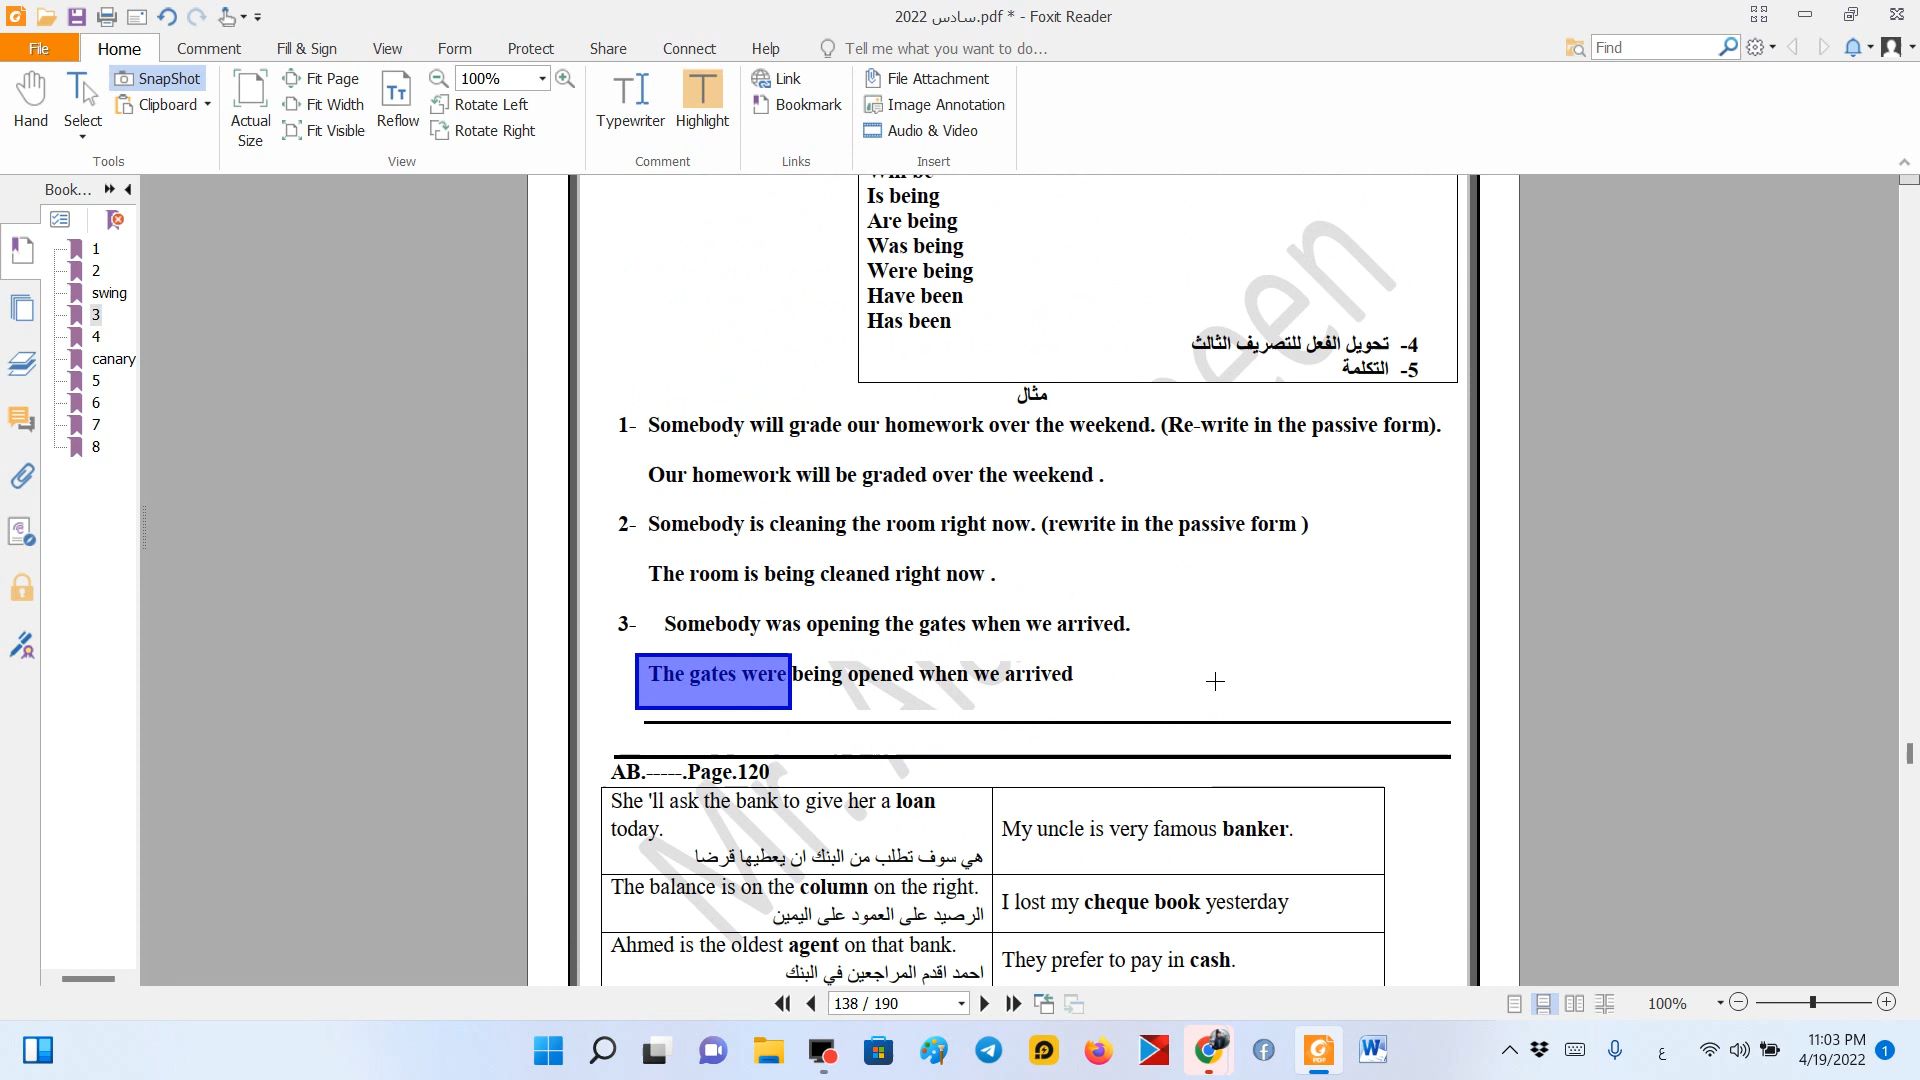 سادس 2022.pdf * - Foxit Reader
File Home Comment Fill & Sign View Form Protect Share Connect Help Tell me what you want to do... Find
Hand Select SnapShot Clipboard
Tools
Actual Size Fit Page Fit Width Fit Visible Reflow 100% Rotate Left Rotate Right
View
Typewriter Highlight
Comment
Link Bookmark
Links
File Attachment Image Annotation Audio & Video
Insert
Book...
1
2
swing
3
4
canary
5
6
7
8
Will be
Is being
Are being
Was being
Were being
Have been
Has been
4- تحويل الفعل للتصريف الثالث
5- التكلمة
مثال
1- Somebody will grade our homework over the weekend. (Re-write in the passive form).
Our homework will be graded over the weekend .
2- Somebody is cleaning the room right now. (rewrite in the passive form )
The room is being cleaned right now .
3- Somebody was opening the gates when we arrived.
The gates were being opened when we arrived
AB.-----.Page.120
She 'll ask the bank to give her a loan
today.
هي سوف تطلب من البنك ان يعطيها قرضا
My uncle is very famous banker.
The balance is on the column on the right.
الرصيد على العمود على اليمين
I lost my cheque book yesterday
Ahmed is the oldest agent on that bank.
احمد اقدم المراجعين في البنك
They prefer to pay in cash.
138 / 190
100%
ع
11:03 PM
4/19/2022
1